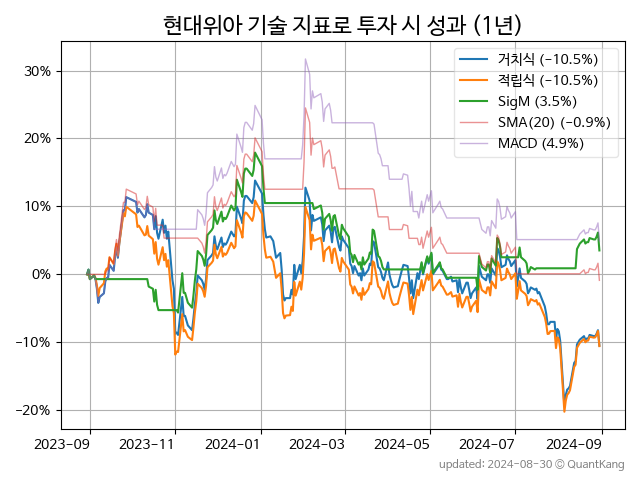 현대위아 기술 지표로 투자 시 성과 (1년)
거치식 (−10.5%)
적립식 (−10.5%)
SigM (3.5%)
SMA(20) (−0.9%)
MACD (4.9%)
30%
20%
10%
0%
−10%
−20%
2023-09 2023-11 2024-01 2024-03 2024-05 2024-07 2024-09
updated: 2024-08-30 © QuantKang